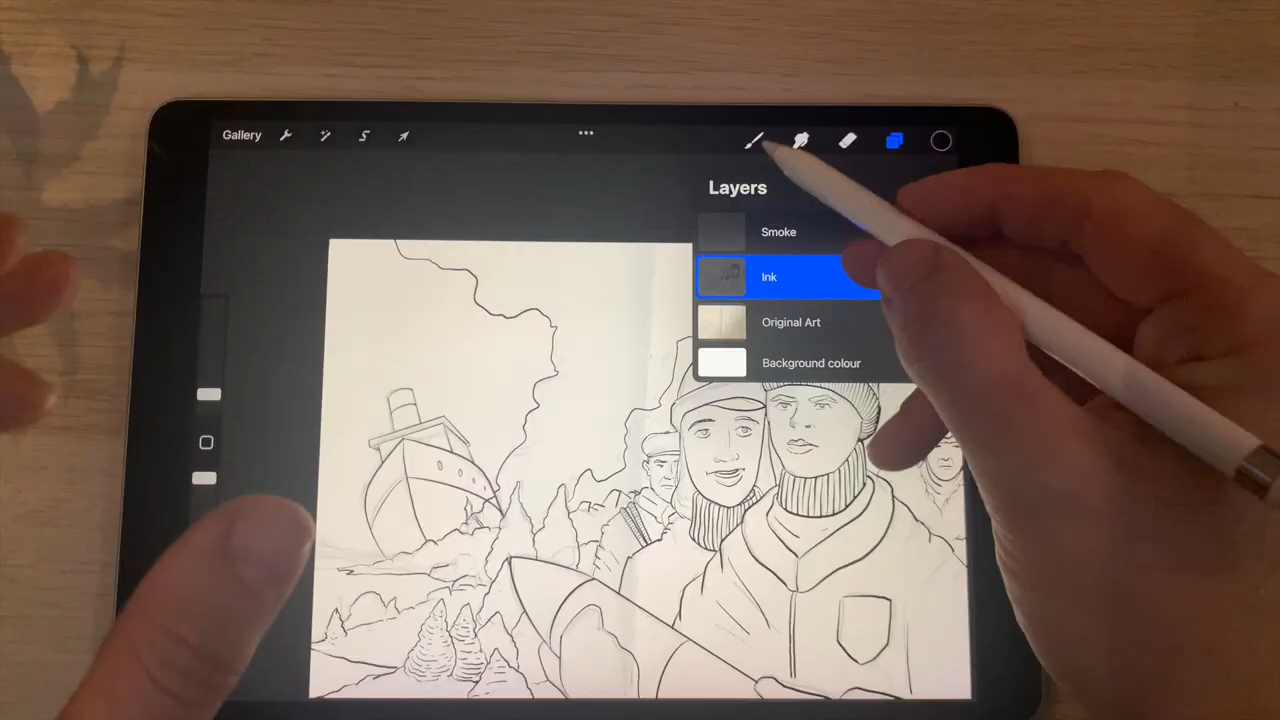 Gallery
Layers
Smoke
Ink
Original Art
Background colour